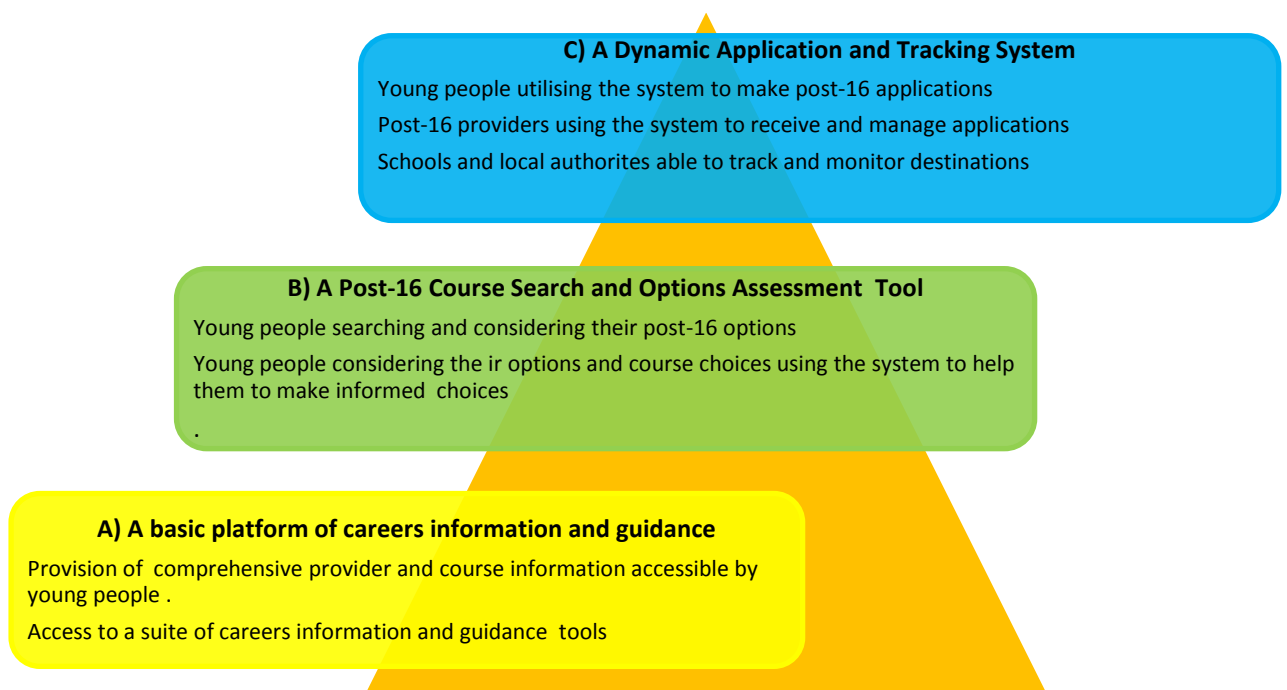 C) A Dynamic Application and Tracking System
Young people utilising the system to make post-16 applications
Post-16 providers using the system to receive and manage applications
Schools and local authorites able to track and monitor destinations
B) A Post-16 Course Search and Options Assessment Tool
Young people searching and considering their post-16 options
Young people considering the ir options and course choices using the system to help
them to make informed choices
.
A) A basic platform of careers information and guidance
Provision of comprehensive provider and course information accessible by
young people .
Access to a suite of careers information and guidance tools